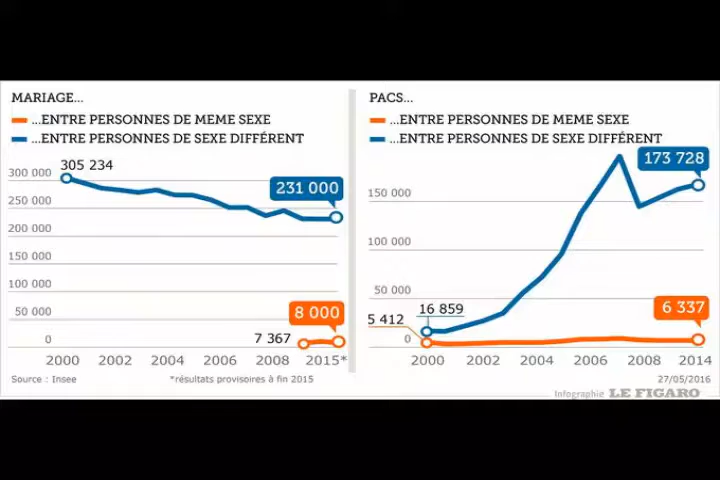 MARIAGE...
...ENTRE PERSONNES DE MEME SEXE
...ENTRE PERSONNES DE SEXE DIFFÉRENT
305 234
300 000
231 000
250 000
200 000
150 000
100 000
50 000
8 000
7 367
0
2000 2002 2004 2006 2008 2015*
Source : Insee *résultats provisoires à fin 2015
PACS...
...ENTRE PERSONNES DE MEME SEXE
...ENTRE PERSONNES DE SEXE DIFFÉRENT
173 728
150 000
100 000
50 000
16 859
5 412
6 337
0
2000 2002 2004 2006 2008 2014
27/05/2016
Infographie LE FIGARO